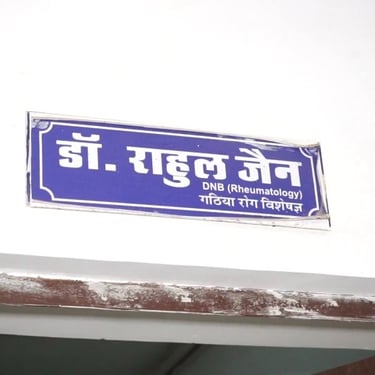 डॉ. राहुल जैन
DNB (Rheumatology)
गठिया रोग विशेषज्ञ